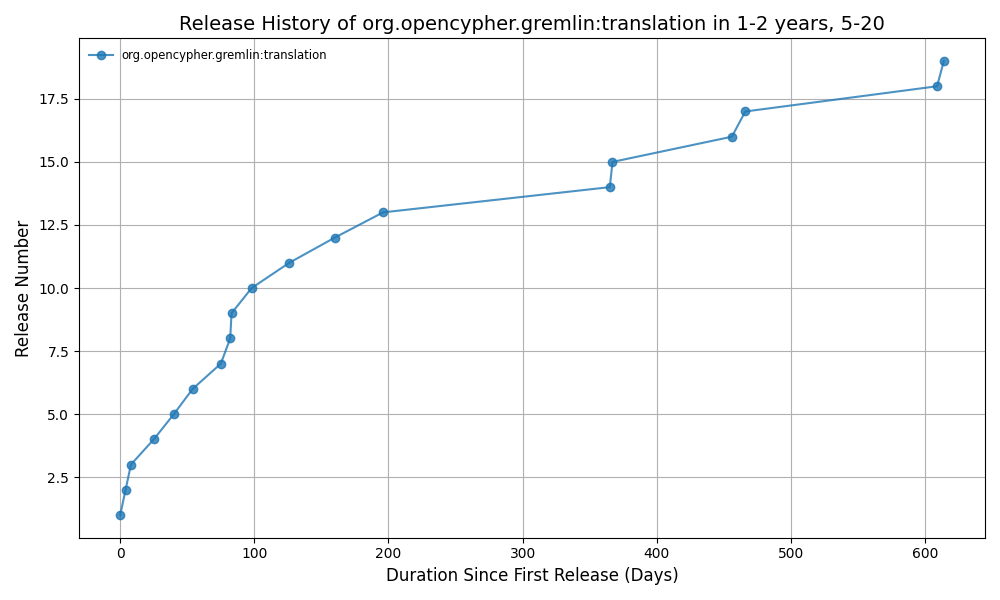 Release History of org.opencypher.gremlin:translation in 1-2 years, 5-20
org.opencypher.gremlin:translation
17.5
15.0
12.5
10.0
7.5
5.0
2.5
Release Number
0 100 200 300 400 500 600
Duration Since First Release (Days)